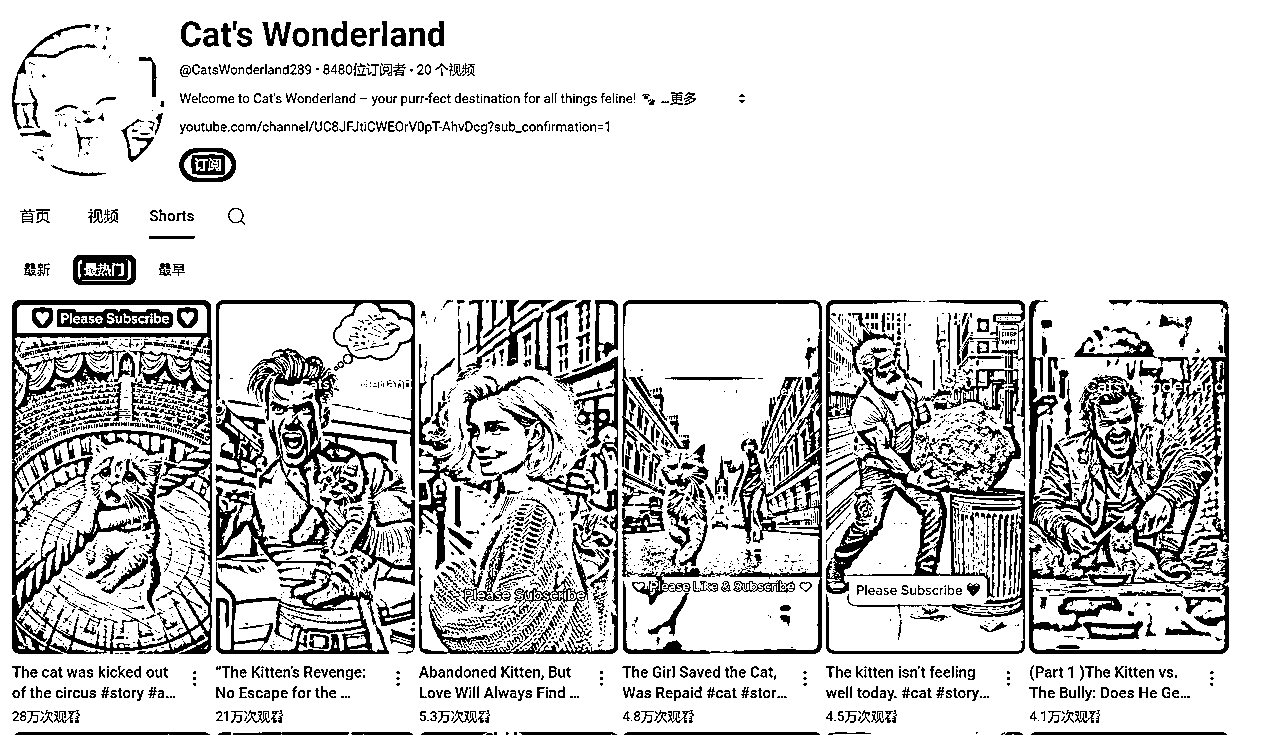 Cat's Wonderland
@CatsWonderland289 · 8480位订阅者 · 20 个视频
Welcome to Cat's Wonderland – your purr-fect destination for all things feline! 🐾 ...更多
youtube.com/channel/UC8JFJtiCWEOrV0pT-AhvDcg?sub_confirmation=1
订阅
首页 视频 Shorts
最新 最热门 最早
Please Subscribe
Please Subscribe
Please Like & Subscribe
Please Subscribe
The cat was kicked out of the circus #story #a...
28万次观看
“The Kitten's Revenge: No Escape for the ...
21万次观看
Abandoned Kitten, But Love Will Always Find ...
5.3万次观看
The Girl Saved the Cat, Was Repaid #cat #stor...
4.8万次观看
The kitten isn't feeling well today. #cat #story...
4.5万次观看
(Part 1 )The Kitten vs. The Bully: Does He Ge...
4.1万次观看